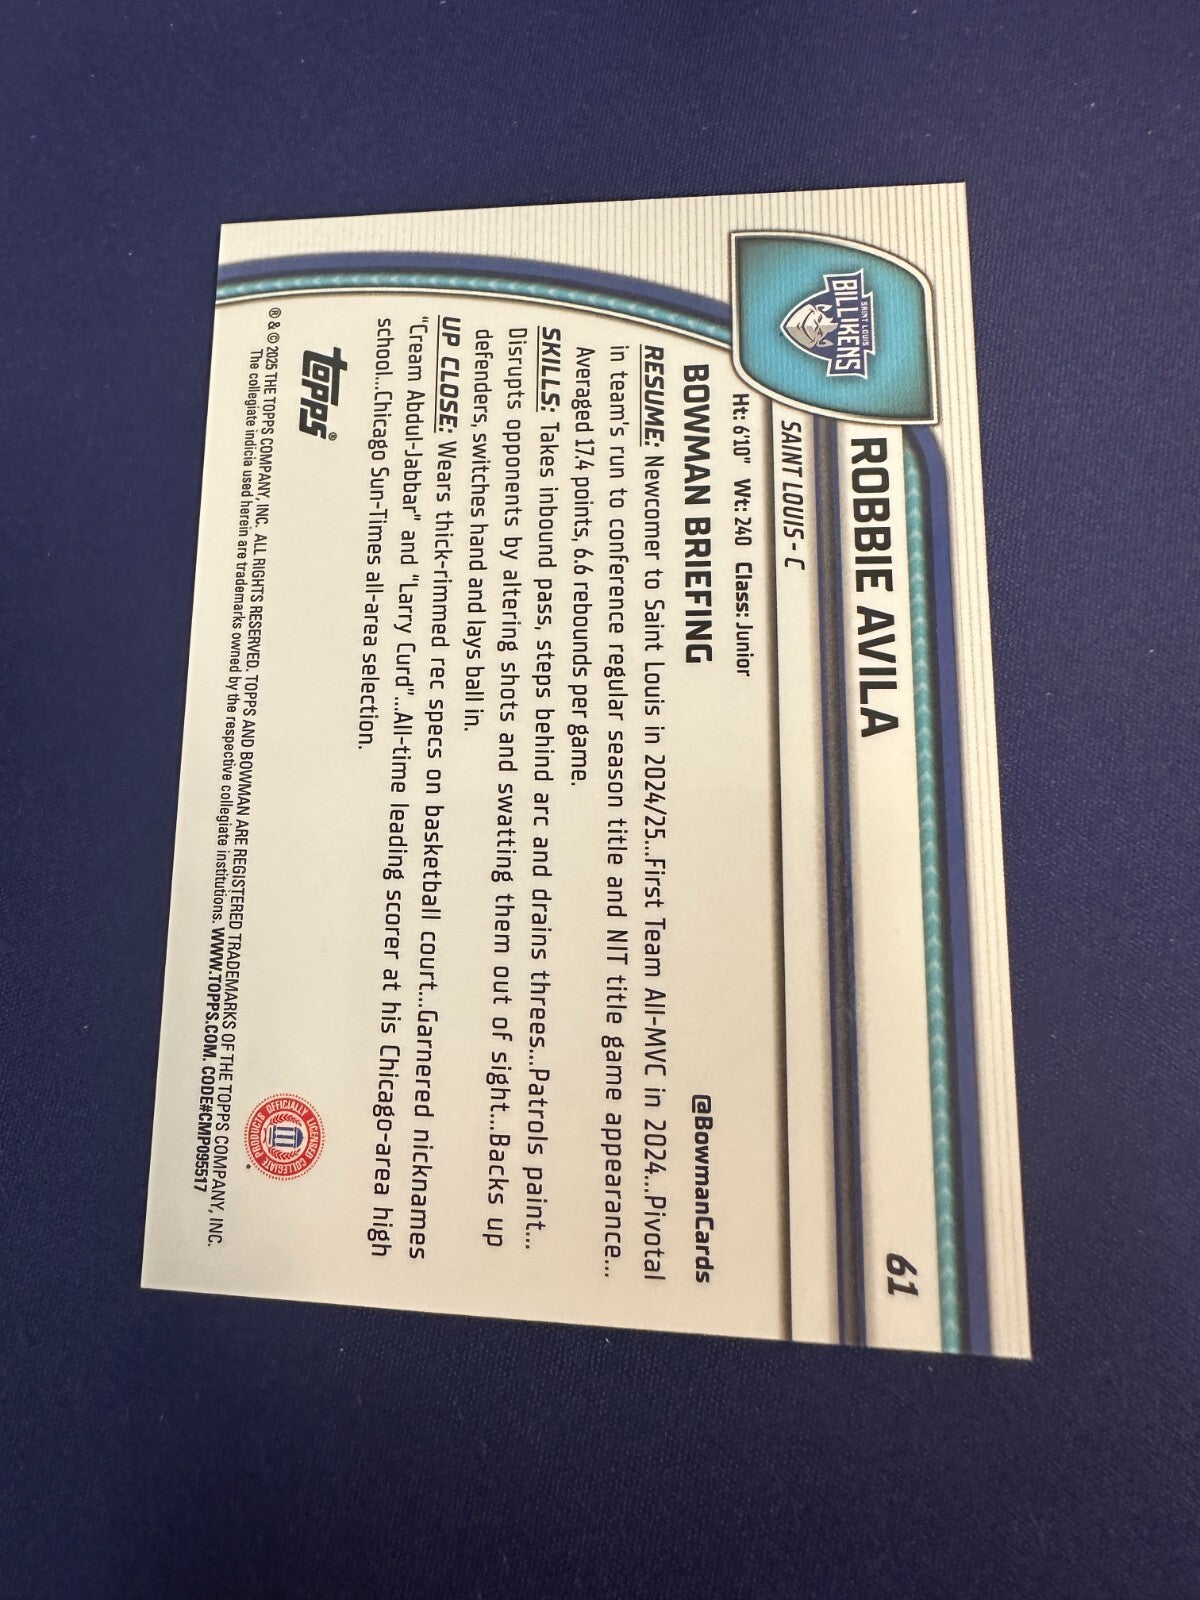 SAINT LOUIS
BILLIKENS
ROBBIE AVILA
61
SAINT LOUIS - C
Ht: 6'10" Wt: 240 Class: Junior
BOWMAN BRIEFING
@BowmanCards
RESUME: Newcomer to Saint Louis in 2024/25...First Team All-MVC in 2024...Pivotal
in team's run to conference regular season title and NIT title game appearance...
Averaged 17.4 points, 6.6 rebounds per game.
SKILLS: Takes inbound pass, steps behind arc and drains threes...Patrols paint...
Disrupts opponents by altering shots and swatting them out of sight...Backs up
defenders, switches hand and lays ball in.
UP CLOSE: Wears thick-rimmed rec specs on basketball court...Garnered nicknames
"Cream Abdul-Jabbar" and "Larry Curd"...All-time leading scorer at his Chicago-area high
school...Chicago Sun-Times all-area selection.
topps®
OFFICIALLY LICENSED COLLEGIATE PRODUCTS
® & © 2025 THE TOPPS COMPANY, INC. ALL RIGHTS RESERVED. TOPPS AND BOWMAN ARE REGISTERED TRADEMARKS OF THE TOPPS COMPANY, INC.
The collegiate indicia used herein are trademarks owned by the respective collegiate institutions. WWW.TOPPS.COM. CODE#CMP095517